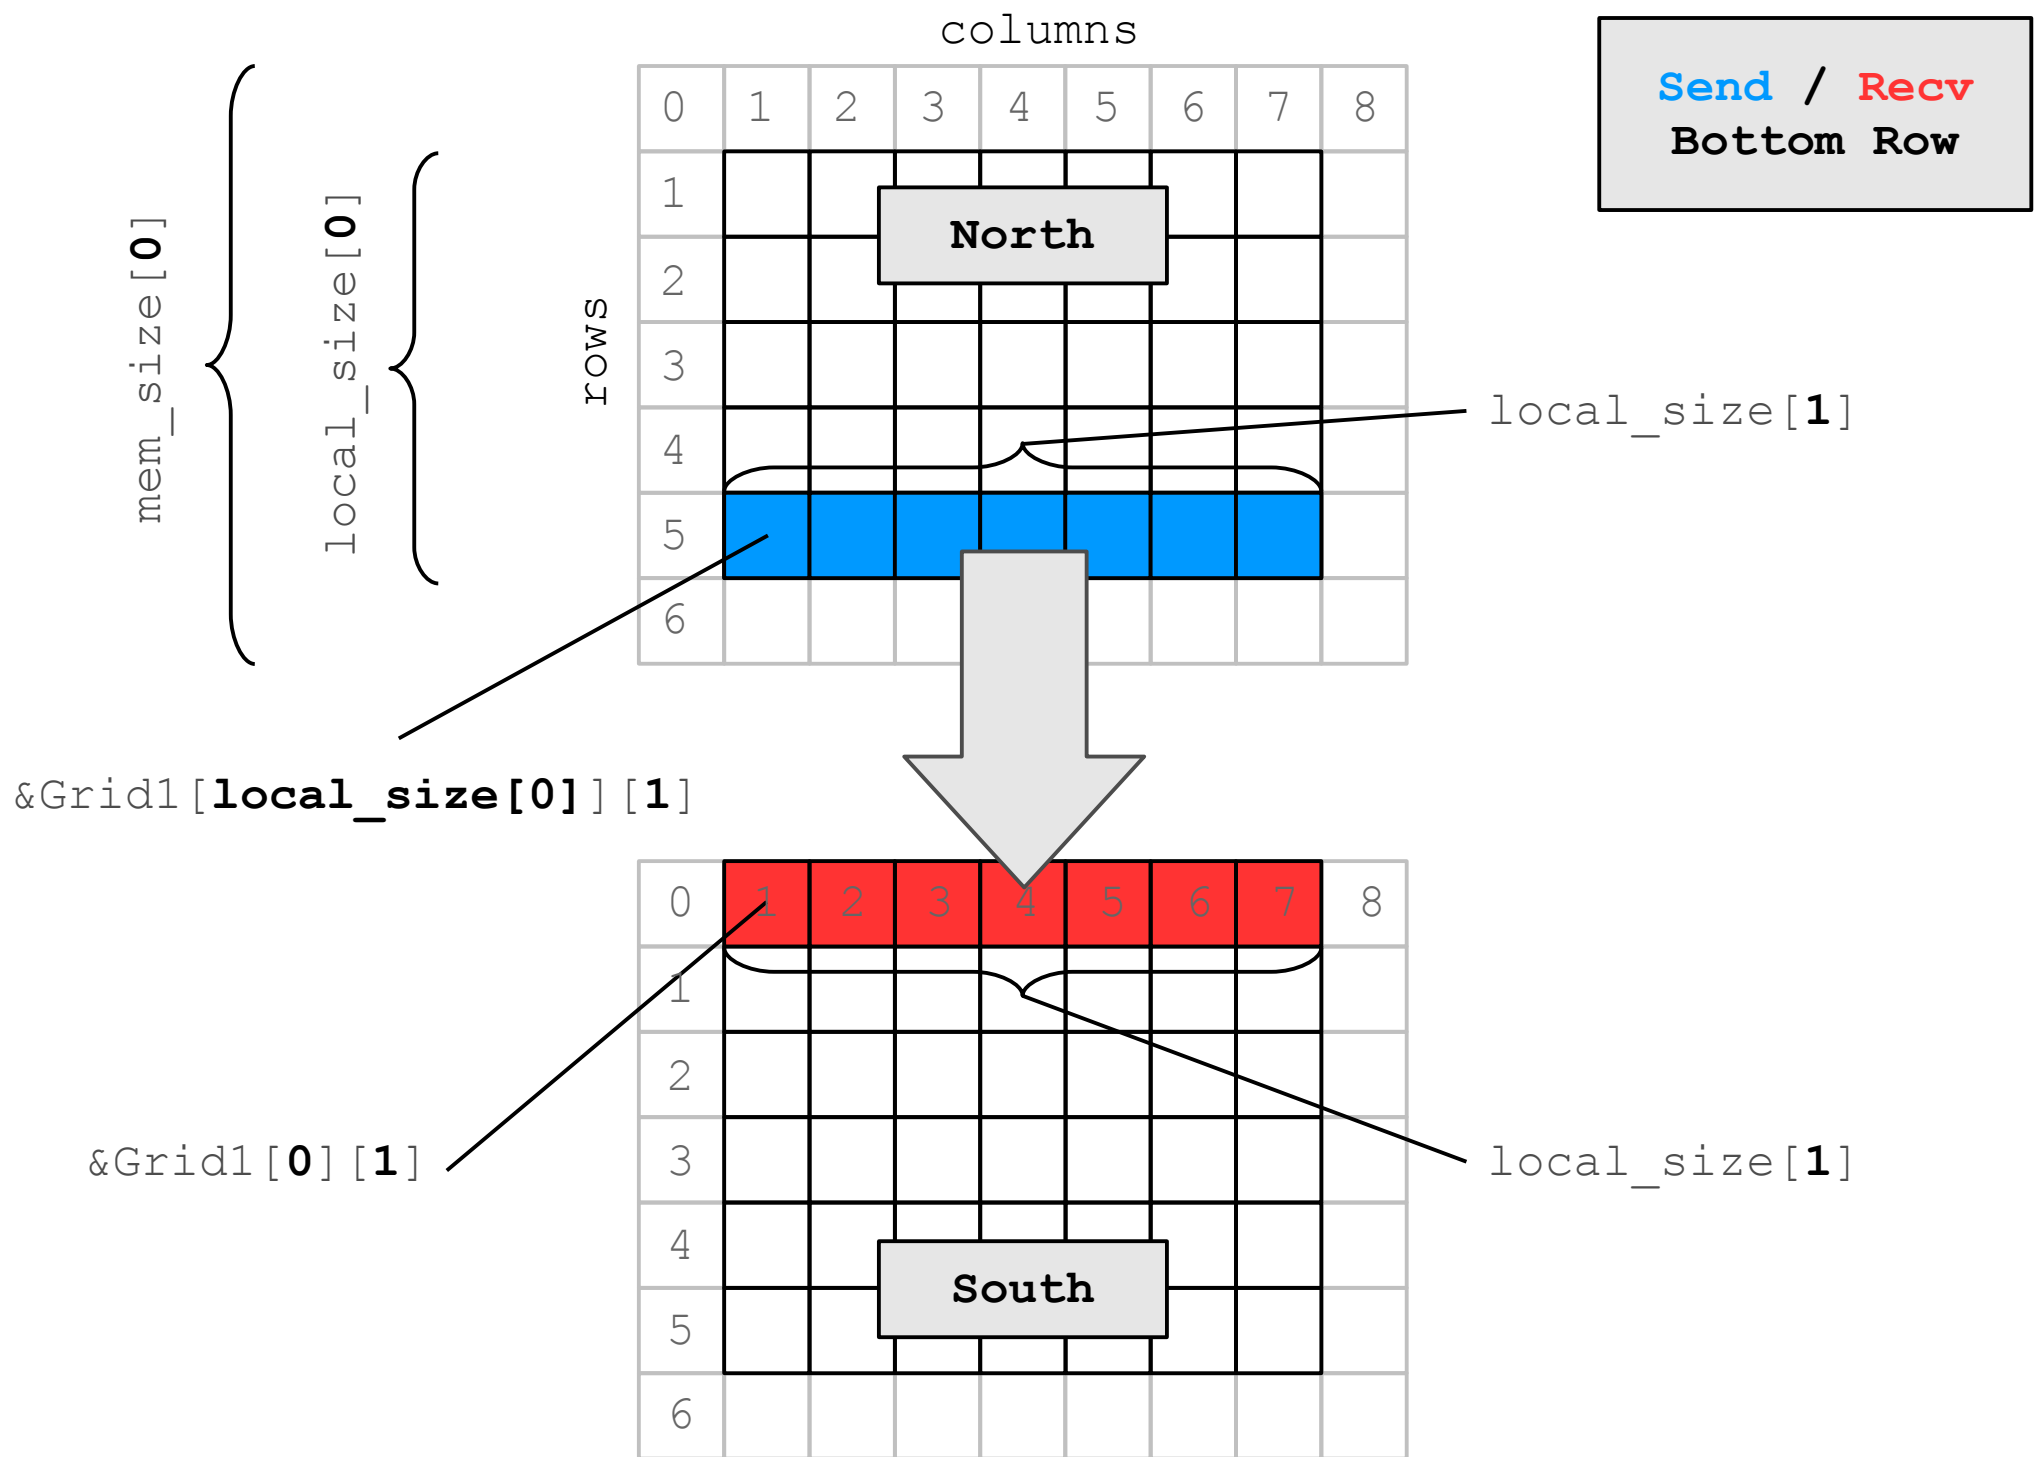 columns
Send / Recv
Bottom Row
0 1 2 3 4 5 6 7 8
1
North
2
mem_size[0]
local_size[0]
rows
3
local_size[1]
4
5
6
&Grid1[local_size[0]][1]
0 1 2 3 4 5 6 7 8
1
2
&Grid1[0][1]
3
local_size[1]
4
South
5
6